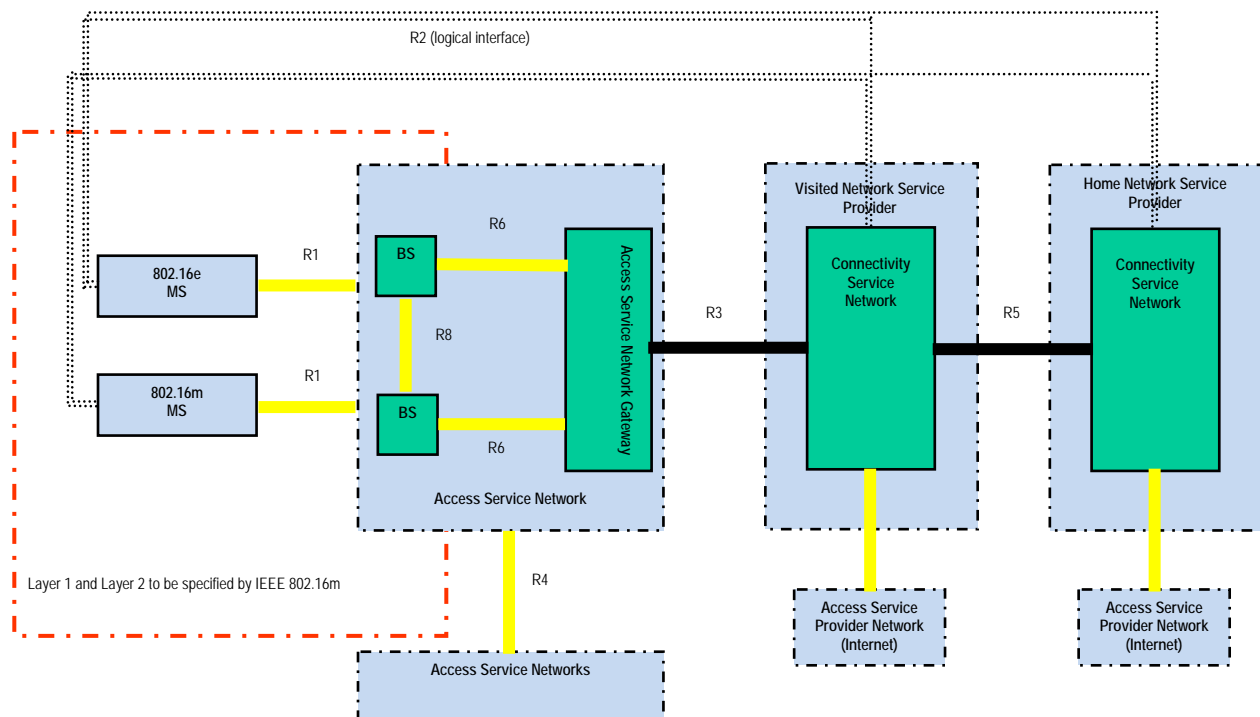 R2 (logical interface)
Visited Network Service
Provider
Home Network Service
Provider
R6
BS
Access Service Network Gateway
Connectivity
Service
Network
Connectivity
Service
Network
802.16e
MS
R1
R3
R5
R8
802.16m
MS
R1
BS
R6
Access Service Network
Layer 1 and Layer 2 to be specified by IEEE 802.16m
R4
Access Service
Provider Network
(Internet)
Access Service
Provider Network
(Internet)
Access Service Networks